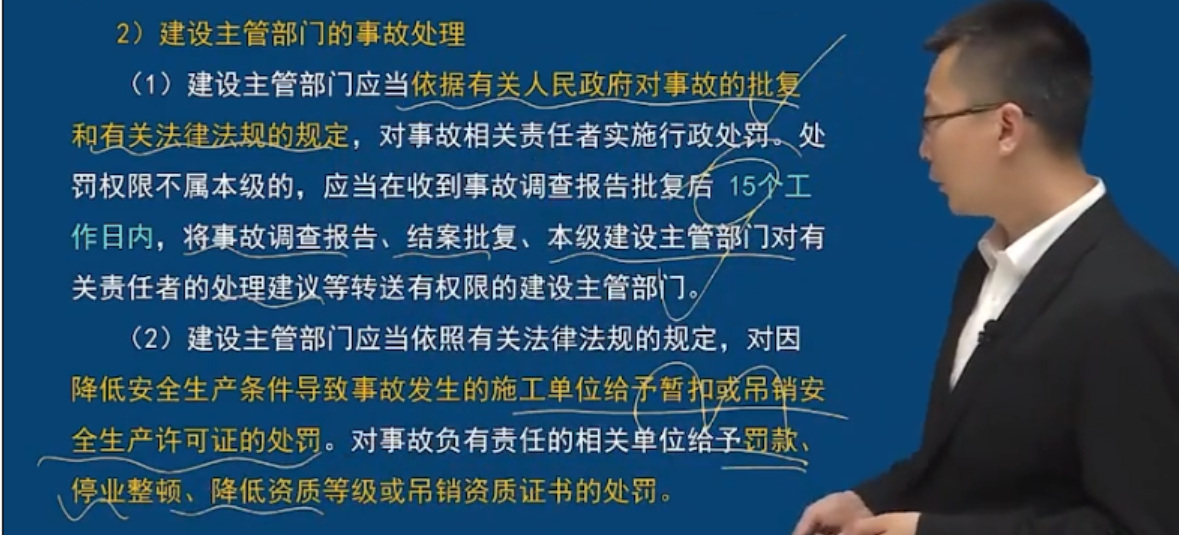 2）建设主管部门的事故处理
（1）建设主管部门应当依据有关人民政府对事故的批复
和有关法律法规的规定，对事故相关责任者实施行政处罚。处
罚权限不属本级的，应当在收到事故调查报告批复后 15个工
作日内，将事故调查报告、结案批复、本级建设主管部门对有
关责任者的处理建议等转送有权限的建设主管部门。
（2）建设主管部门应当依照有关法律法规的规定，对因
降低安全生产条件导致事故发生的施工单位给予暂扣或吊销安
全生产许可证的处罚。对事故负有责任的相关单位给予罚款、
停业整顿、降低资质等级或吊销资质证书的处罚。